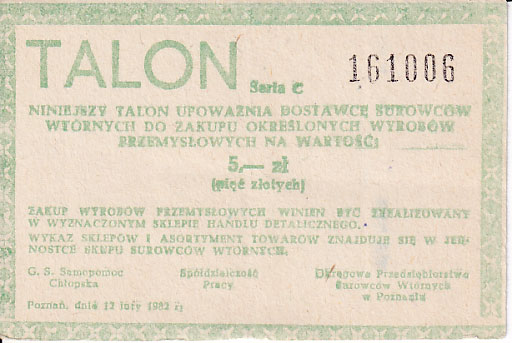 TALON
Seria C
161006
NINIEJSZY TALON UPOWAŻNIA DOSTAWCĘ SUROWCÓW
WTÓRNYCH DO ZAKUPU OKREŚLONYCH WYROBÓW
PRZEMYSŁOWYCH NA WARTOŚĆ:
5,— zł
(pięć złotych)
ZAKUP WYROBÓW PRZEMYSŁOWYCH WINIEN BYĆ ZREALIZOWANY
W WYZNACZONYM SKLEPIE HANDLU DETALICZNEGO.
WYKAZ SKLEPÓW I ASORTYMENT TOWARÓW ZNAJDUJE SIĘ W JED-
NOSTCE SKUPU SUROWCÓW WTÓRNYCH.
G. S. Samopomoc
Chłopska
Spółdzielczość
Pracy
Okręgowe Przedsiębiorstwo
Surowców Wtórnych
w Poznaniu
Poznań, dnia 12 luty 1982 r.